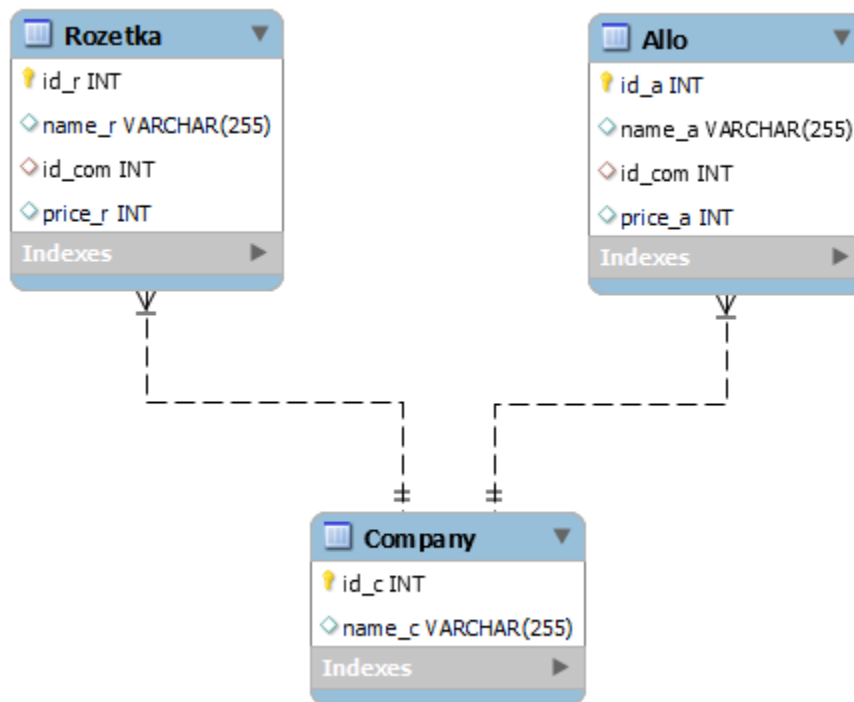 Rozetka
id_r INT
name_r VARCHAR(255)
id_com INT
price_r INT
Indexes
Allo
id_a INT
name_a VARCHAR(255)
id_com INT
price_a INT
Indexes
Company
id_c INT
name_c VARCHAR(255)
Indexes